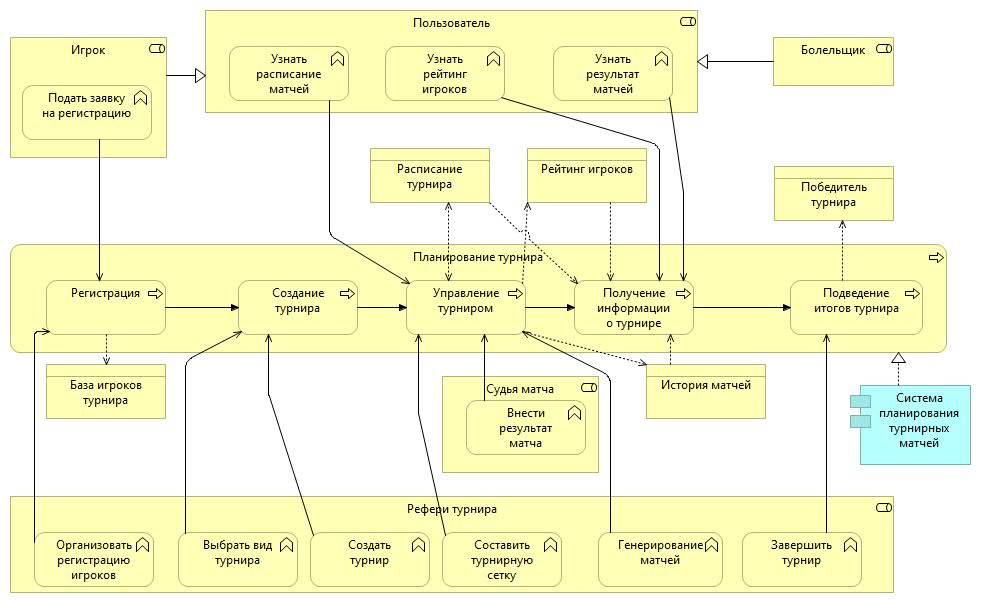 Пользователь
Игрок
Болельщик
Узнать
расписание
матчей
Узнать
рейтинг
игроков
Узнать
результат
матчей
Подать заявку
на регистрацию
Расписание
турнира
Рейтинг игроков
Победитель
турнира
Планирование турнира
Регистрация
Создание
турнира
Управление
турниром
Получение
информации
о турнире
Подведение
итогов турнира
База игроков
турнира
Судья матча
Внести
результат
матча
История матчей
Система
планирования
турнирных
матчей
Рефери турнира
Организовать
регистрацию
игроков
Выбрать вид
турнира
Создать
турнир
Составить
турнирную
сетку
Генерирование
матчей
Завершить
турнир